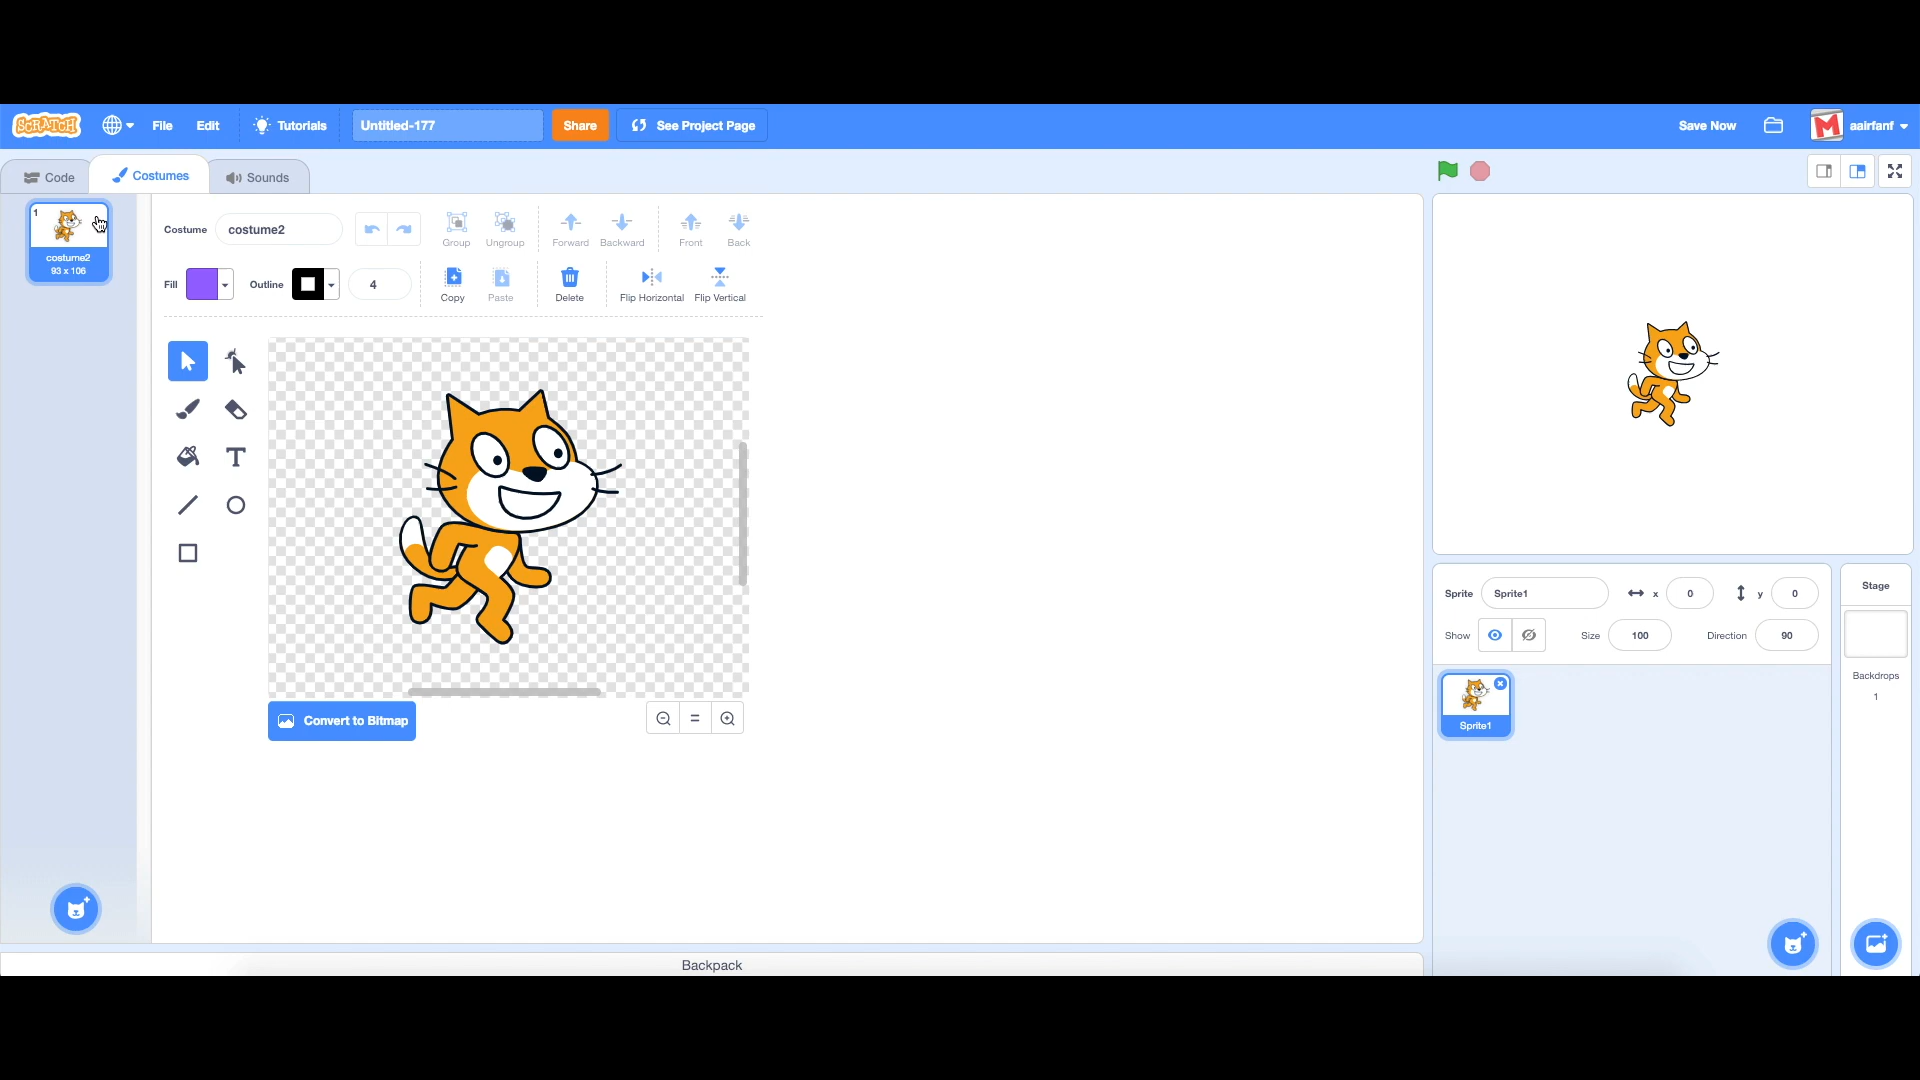 SCRATCH File Edit Tutorials Untitled-177 Share See Project Page Save Now aairfanf
Code Costumes Sounds
1
costume2
93 x 106
Costume costume2 Group Ungroup Forward Backward Front Back
Fill Outline 4 Copy Paste Delete Flip Horizontal Flip Vertical
Convert to Bitmap
Backpack
Sprite Sprite1 x 0 y 0
Show Size 100 Direction 90
Sprite1
Stage
Backdrops
1